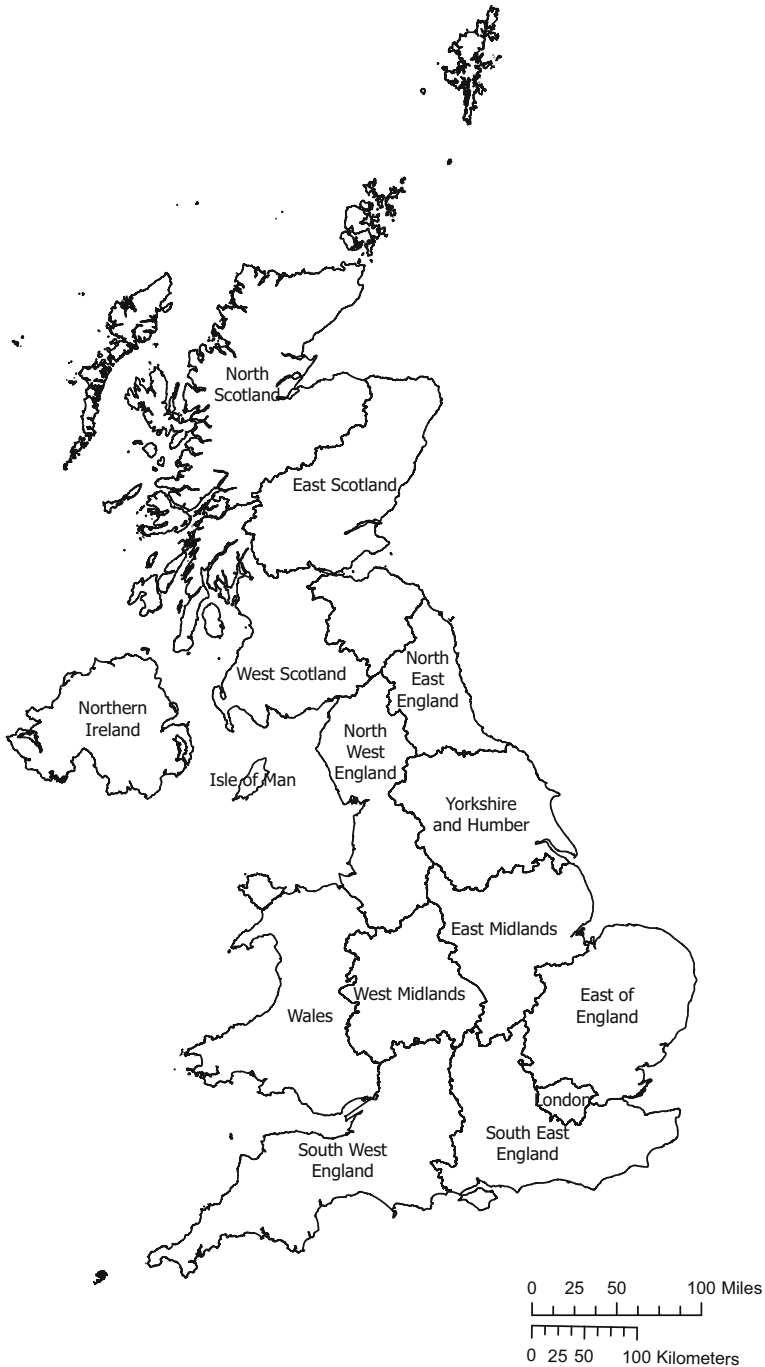 North
Scotland
East Scotland
West Scotland
North
East
England
Northern
Ireland
North
West
England
Isle of Man
Yorkshire
and Humber
East Midlands
West Midlands
East of
England
Wales
London
South East
England
South West
England
0 25 50 100 Miles
0 25 50 100 Kilometers